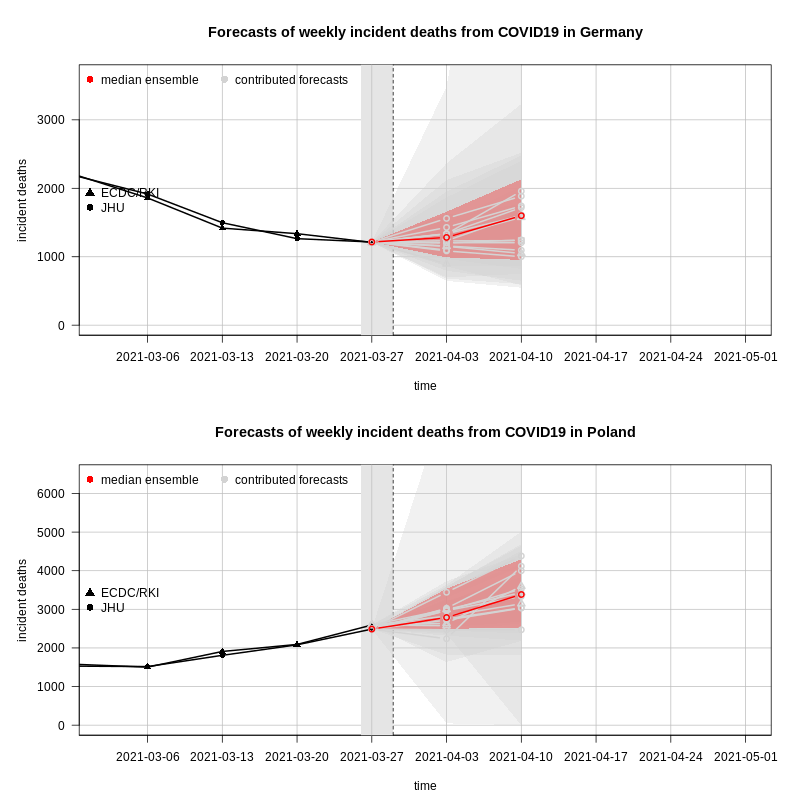 Forecasts of weekly incident deaths from COVID19 in Germany
median ensemble contributed forecasts
3000
2000
1000
0
incident deaths
ECDC/RKI
JHU
2021-03-06 2021-03-13 2021-03-20 2021-03-27 2021-04-03 2021-04-10 2021-04-17 2021-04-24 2021-05-01
time
Forecasts of weekly incident deaths from COVID19 in Poland
median ensemble contributed forecasts
6000
5000
4000
3000
2000
1000
0
incident deaths
ECDC/RKI
JHU
2021-03-06 2021-03-13 2021-03-20 2021-03-27 2021-04-03 2021-04-10 2021-04-17 2021-04-24 2021-05-01
time